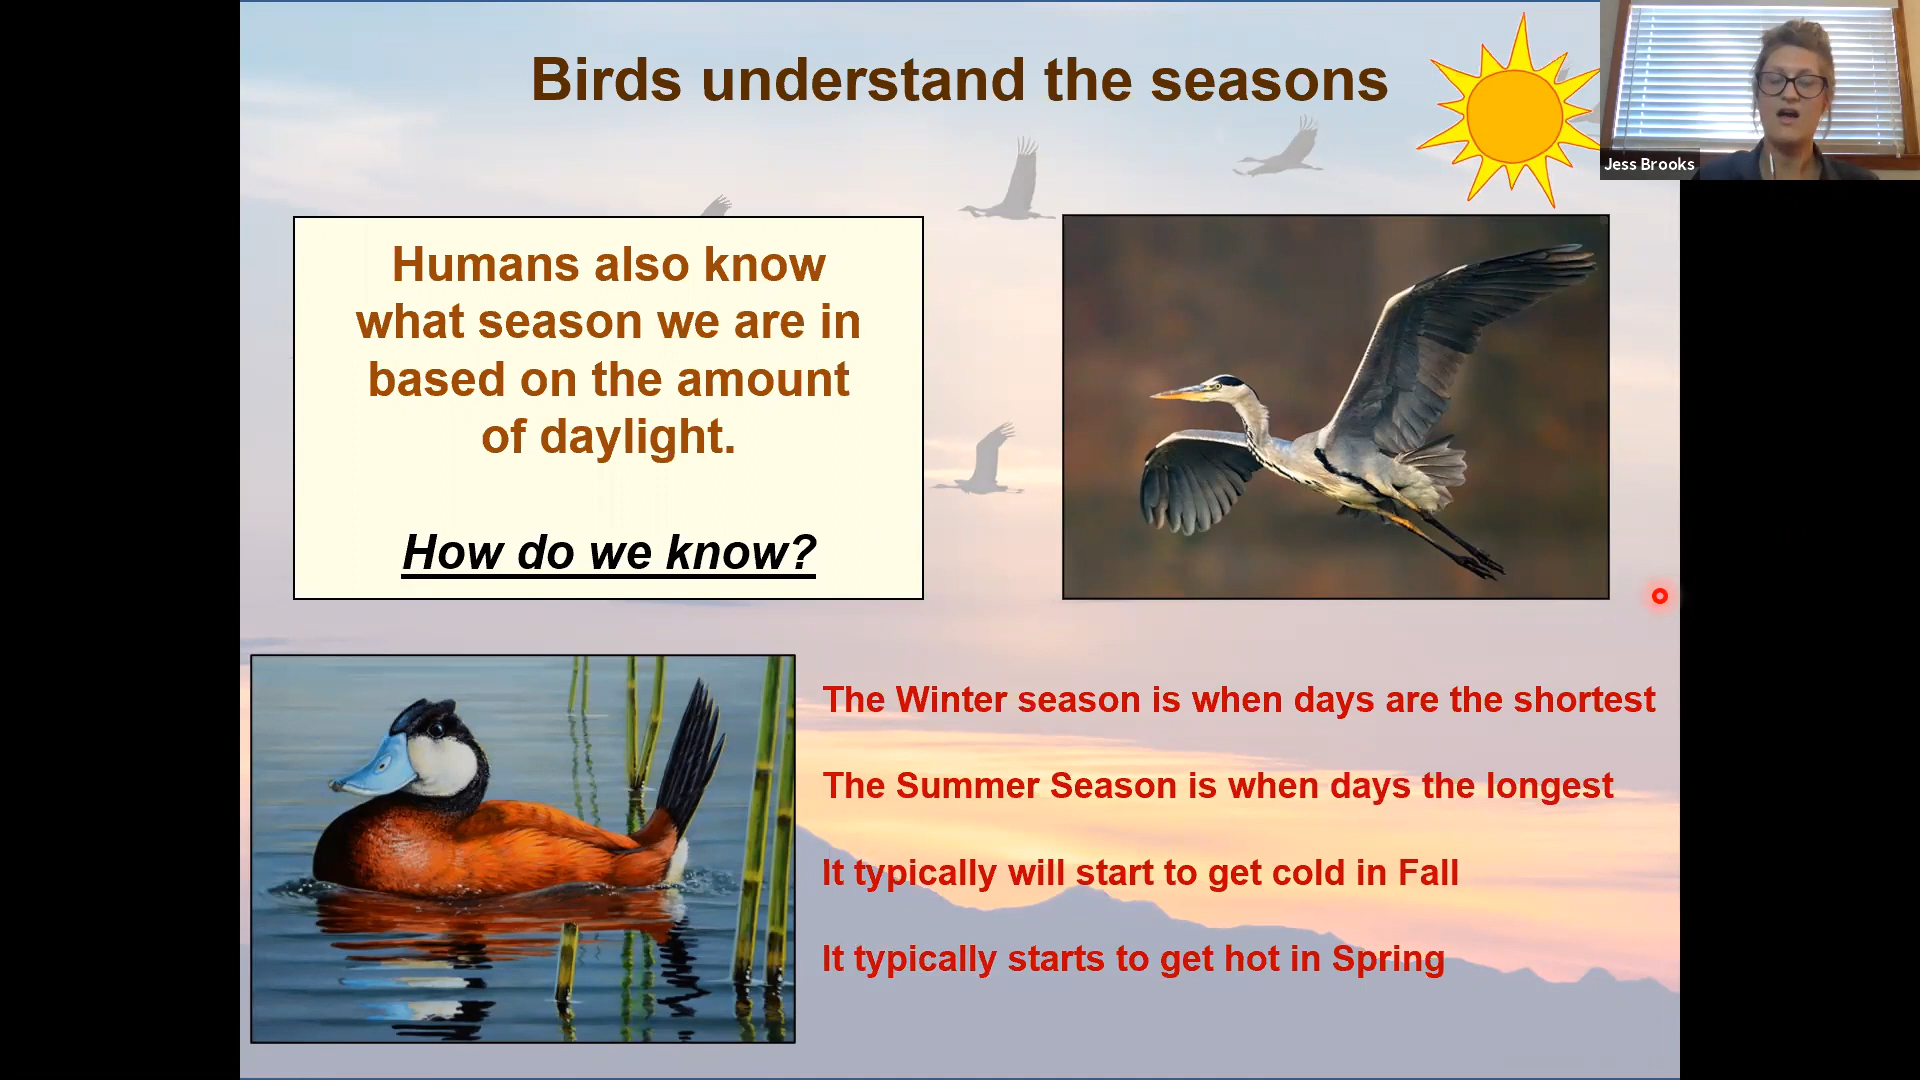 Birds understand the seasons
Jess Brooks
Humans also know
what season we are in
based on the amount
of daylight.
How do we know?
The Winter season is when days are the shortest
The Summer Season is when days the longest
It typically will start to get cold in Fall
It typically starts to get hot in Spring